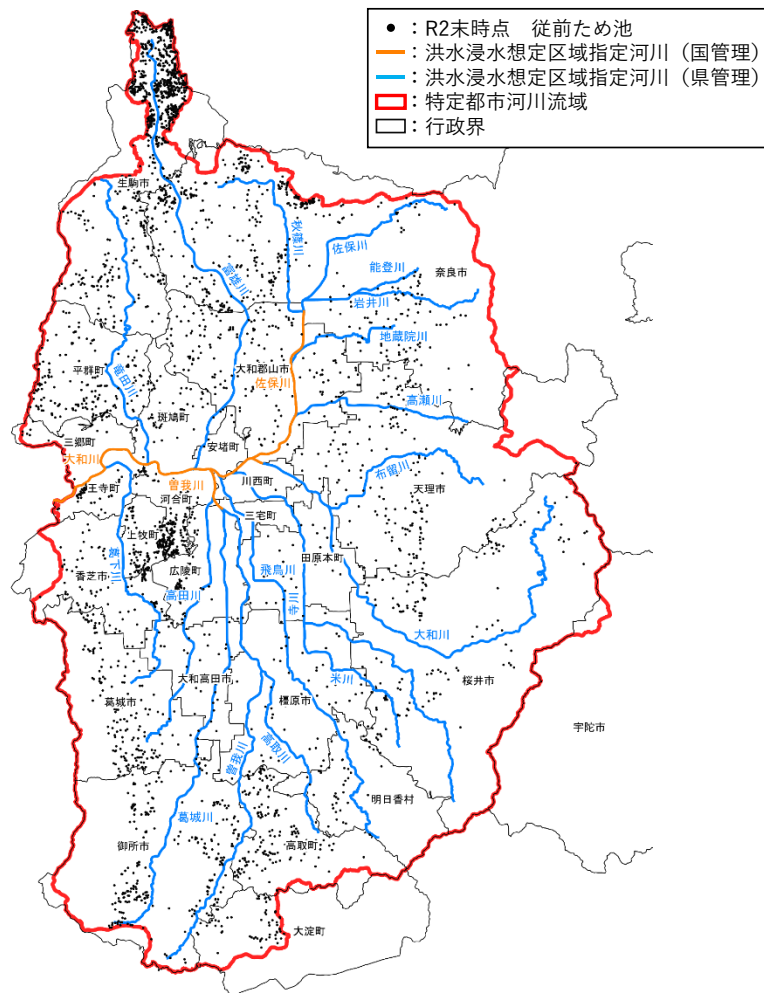 ：R2末時点　従前ため池
：洪水浸水想定区域指定河川（国管理）
：洪水浸水想定区域指定河川（県管理）
：特定都市河川流域
：行政界
生駒市
秋篠川
佐保川
能登川
奈良市
富雄川
岩井川
地蔵院川
平群町
竜田川
大和郡山市
佐保川
高瀬川
斑鳩町
三郷町
安堵町
大和川
布留川
王寺町
曽我川
川西町
天理市
河合町
三宅町
上牧町
田原本町
葛下川
香芝市
広陵町
飛鳥川
高田川
寺川
大和川
大和高田市
米川
桜井市
葛城市
橿原市
宇陀市
高取川
曽我川
明日香村
葛城川
御所市
高取町
大淀町